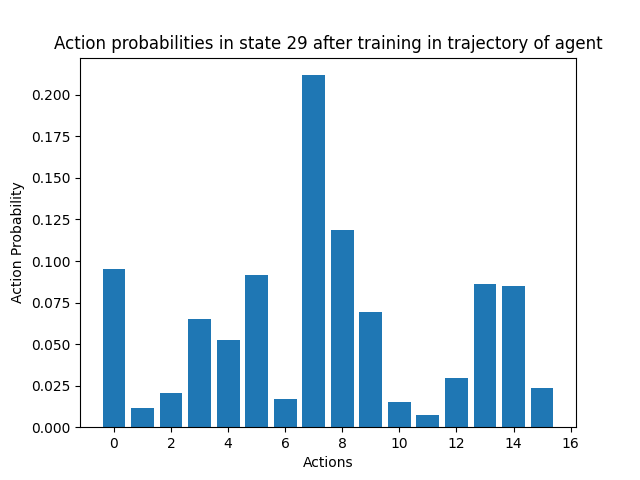 Action probabilities in state 29 after training in trajectory of agent
Action Probability
0.200
0.175
0.150
0.125
0.100
0.075
0.050
0.025
0.000
0 2 4 6 8 10 12 14 16
Actions